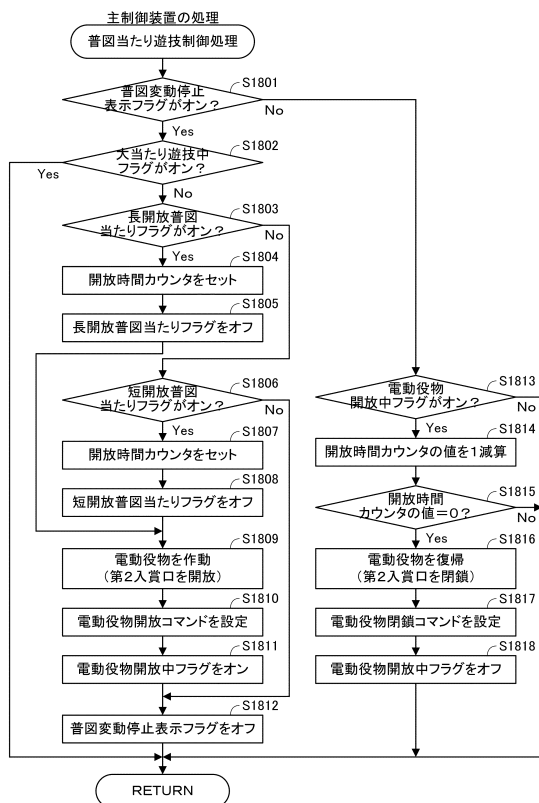 主制御装置の処理
普図当たり遊技制御処理
S1801
普図変動停止
表示フラグがオン?
No
Yes
S1802
大当たり遊技中
フラグがオン?
Yes
No
S1803
長開放普図
当たりフラグがオン?
No
Yes
S1804
開放時間カウンタをセット
S1805
長開放普図当たりフラグをオフ
S1806
短開放普図
当たりフラグがオン?
No
Yes
S1807
開放時間カウンタをセット
S1808
短開放普図当たりフラグをオフ
S1809
電動役物を作動
(第2入賞口を開放)
S1810
電動役物開放コマンドを設定
S1811
電動役物開放中フラグをオン
S1812
普図変動停止表示フラグをオフ
S1813
電動役物
開放中フラグがオン?
No
Yes
S1814
開放時間カウンタの値を1減算
S1815
開放時間
カウンタの値=0?
No
Yes
S1816
電動役物を復帰
(第2入賞口を閉鎖)
S1817
電動役物閉鎖コマンドを設定
S1818
電動役物開放中フラグをオフ
RETURN